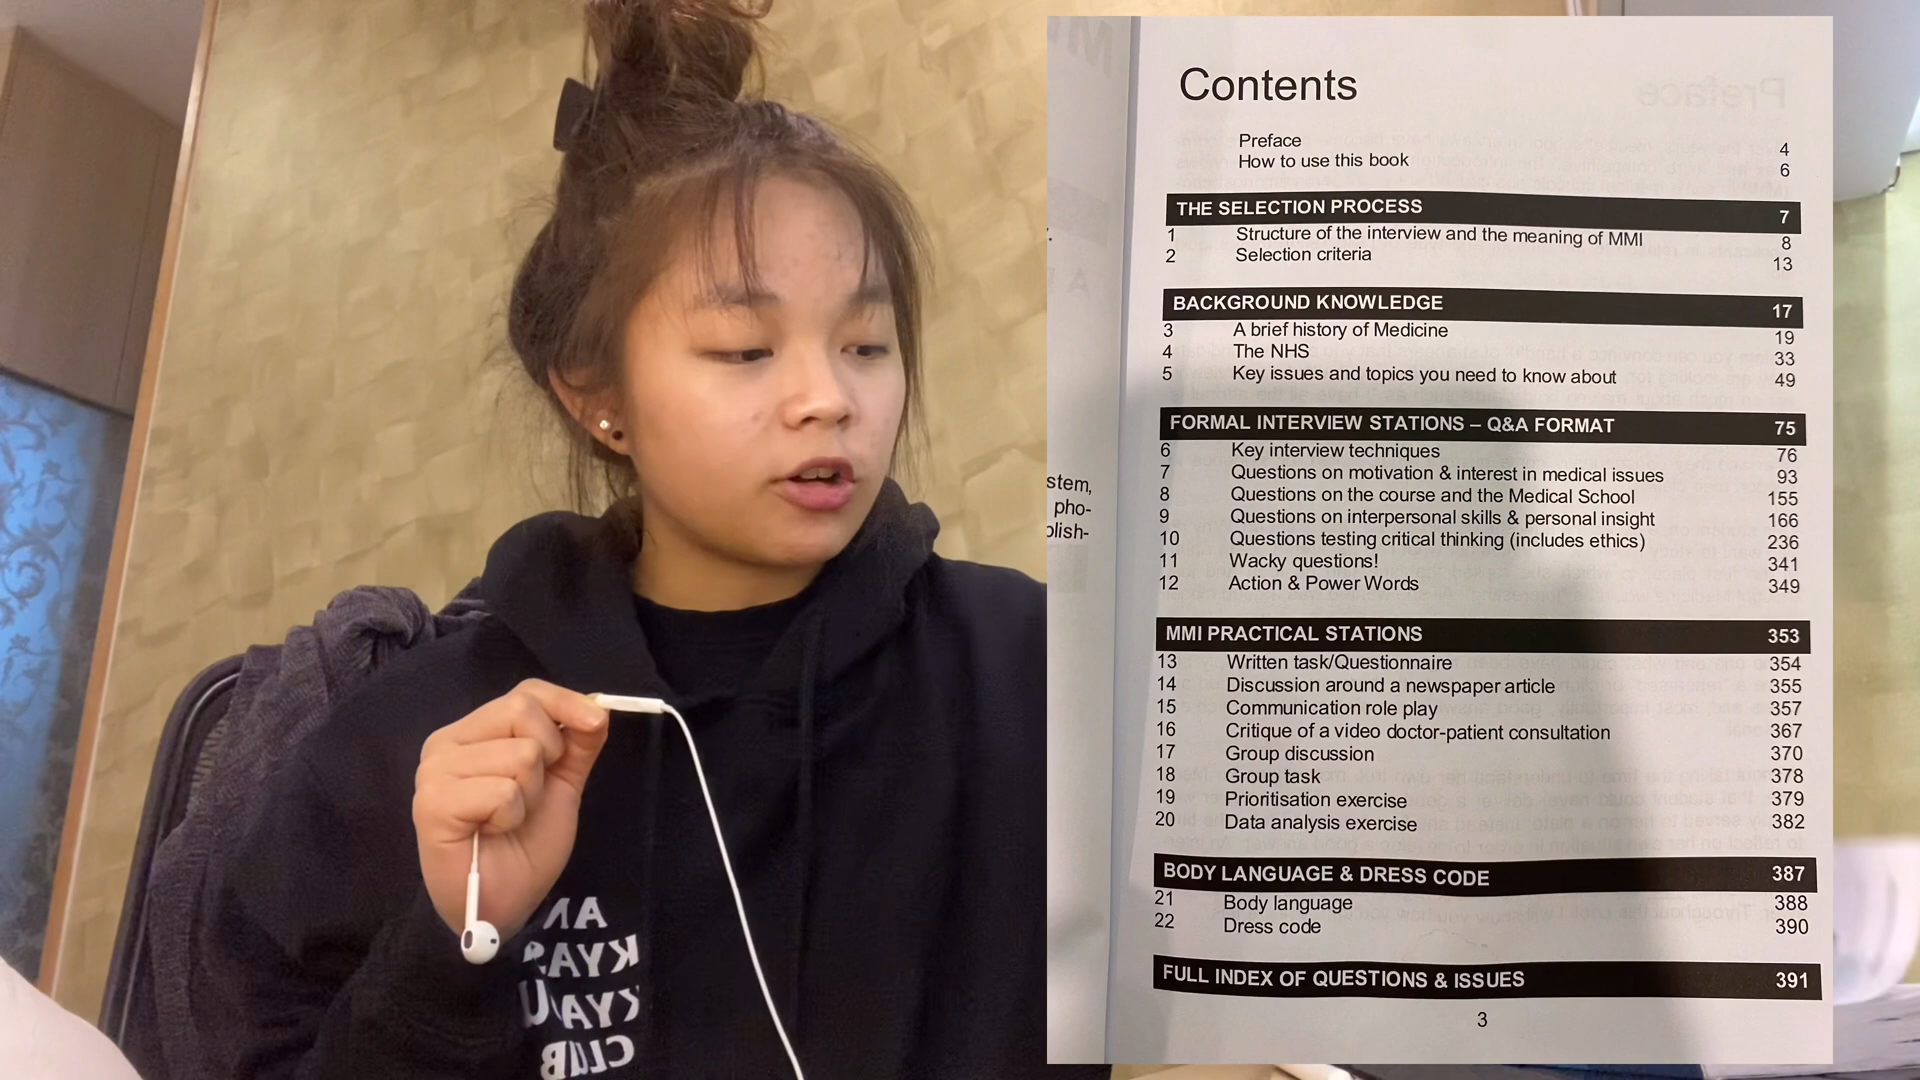 Contents
Preface 4
How to use this book 6
THE SELECTION PROCESS 7
1 Structure of the interview and the meaning of MMI 8
2 Selection criteria 13
BACKGROUND KNOWLEDGE 17
3 A brief history of Medicine 19
4 The NHS 33
5 Key issues and topics you need to know about 49
FORMAL INTERVIEW STATIONS – Q&A FORMAT 75
6 Key interview techniques 76
7 Questions on motivation & interest in medical issues 93
8 Questions on the course and the Medical School 155
9 Questions on interpersonal skills & personal insight 166
10 Questions testing critical thinking (includes ethics) 236
11 Wacky questions! 341
12 Action & Power Words 349
MMI PRACTICAL STATIONS 353
13 Written task/Questionnaire 354
14 Discussion around a newspaper article 355
15 Communication role play 357
16 Critique of a video doctor-patient consultation 367
17 Group discussion 370
18 Group task 378
19 Prioritisation exercise 379
20 Data analysis exercise 382
BODY LANGUAGE & DRESS CODE 387
21 Body language 388
22 Dress code 390
FULL INDEX OF QUESTIONS & ISSUES 391
3
stem,
pho-
blish-
CLUB